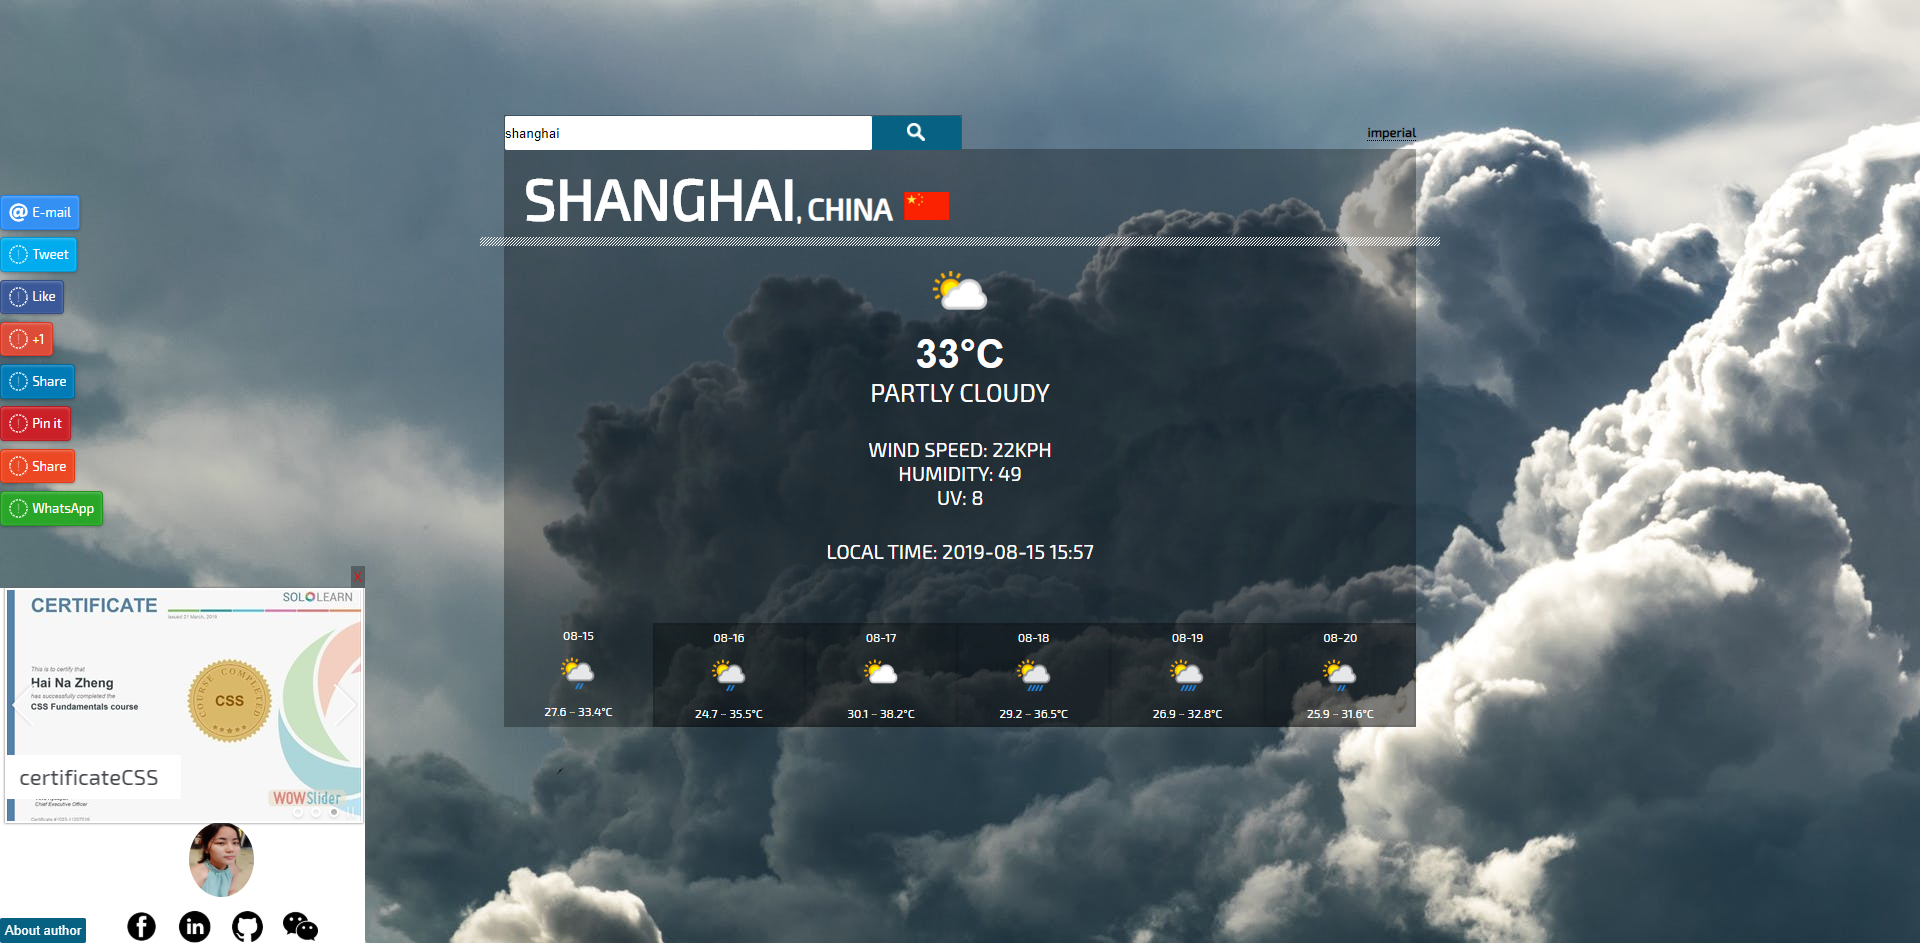 shanghai
imperial
SHANGHAI, CHINA
33°C
PARTLY CLOUDY
WIND SPEED: 22KPH
HUMIDITY: 49
UV: 8
LOCAL TIME: 2019-08-15 15:57
08-15
27.6 – 33.4°C
08-16
24.7 – 35.5°C
08-17
30.1 – 38.2°C
08-18
29.2 – 36.5°C
08-19
26.9 – 32.8°C
08-20
25.9 – 31.6°C
E-mail
Tweet
Like
+1
Share
Pin it
Share
WhatsApp
X
CERTIFICATE
SOLOLEARN
Issued 21 March, 2019
This is to certify that
Hai Na Zheng
has successfully completed the
CSS Fundamentals course
COURSE COMPLETED
CSS
certificateCSS
Chief Executive Officer
WOWSlider
About author